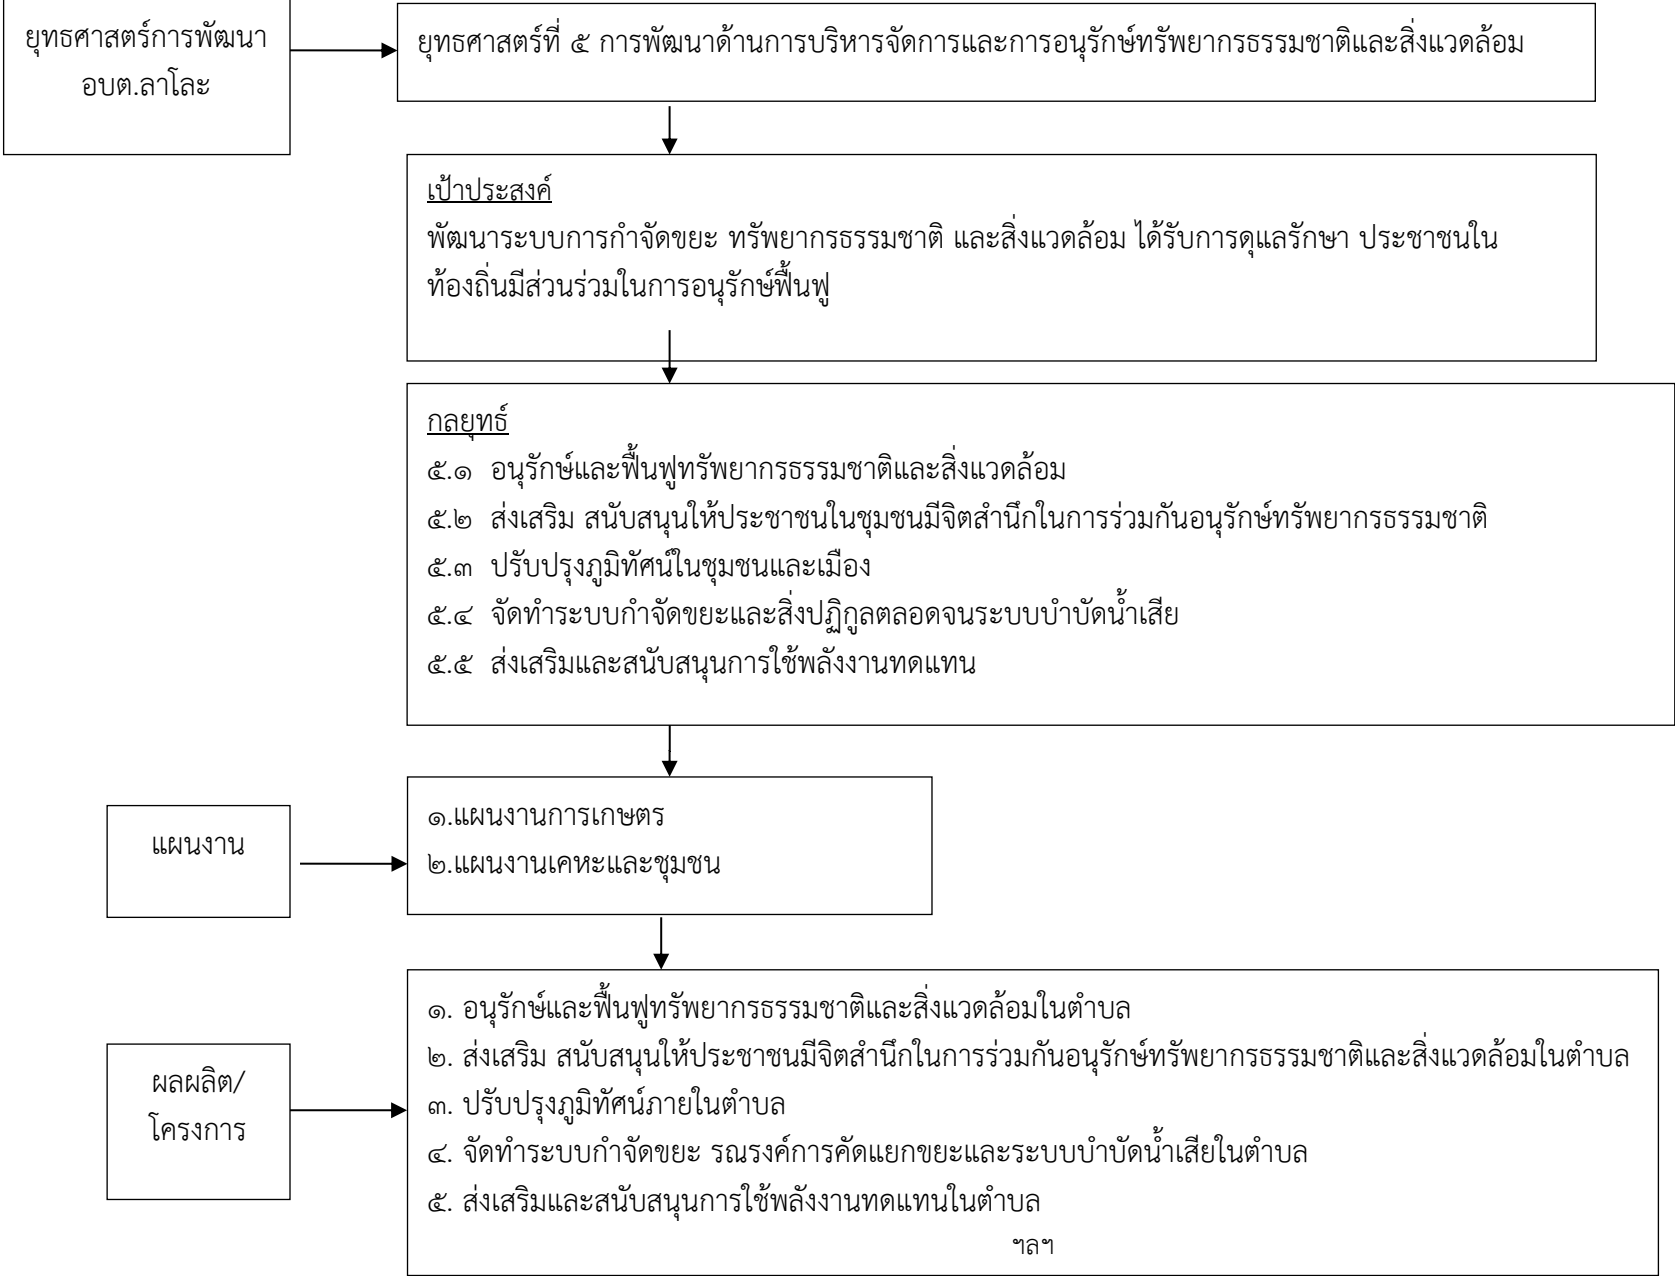 ยุทธศาสตร์การพัฒนา
อบต.ลาโละ
ยุทธศาสตร์ที่ ๕ การพัฒนาด้านการบริหารจัดการและการอนุรักษ์ทรัพยากรธรรมชาติและสิ่งแวดล้อม
เป้าประสงค์
พัฒนาระบบการกำจัดขยะ ทรัพยากรธรรมชาติ และสิ่งแวดล้อม ได้รับการดุแลรักษา ประชาชนใน
ท้องถิ่นมีส่วนร่วมในการอนุรักษ์ฟื้นฟู
กลยุทธ์
๕.๑ อนุรักษ์และฟื้นฟูทรัพยากรธรรมชาติและสิ่งแวดล้อม
๕.๒ ส่งเสริม สนับสนุนให้ประชาชนในชุมชนมีจิตสำนึกในการร่วมกันอนุรักษ์ทรัพยากรธรรมชาติ
๕.๓ ปรับปรุงภูมิทัศน์ในชุมชนและเมือง
๕.๔ จัดทำระบบกำจัดขยะและสิ่งปฏิกูลตลอดจนระบบบำบัดน้ำเสีย
๕.๕ ส่งเสริมและสนับสนุนการใช้พลังงานทดแทน
แผนงาน
๑.แผนงานการเกษตร
๒.แผนงานเคหะและชุมชน
ผลผลิต/
โครงการ
๑. อนุรักษ์และฟื้นฟูทรัพยากรธรรมชาติและสิ่งแวดล้อมในตำบล
๒. ส่งเสริม สนับสนุนให้ประชาชนมีจิตสำนึกในการร่วมกันอนุรักษ์ทรัพยากรธรรมชาติและสิ่งแวดล้อมในตำบล
๓. ปรับปรุงภูมิทัศน์ภายในตำบล
๔. จัดทำระบบกำจัดขยะ รณรงค์การคัดแยกขยะและระบบบำบัดน้ำเสียในตำบล
๕. ส่งเสริมและสนับสนุนการใช้พลังงานทดแทนในตำบล
ฯลฯ